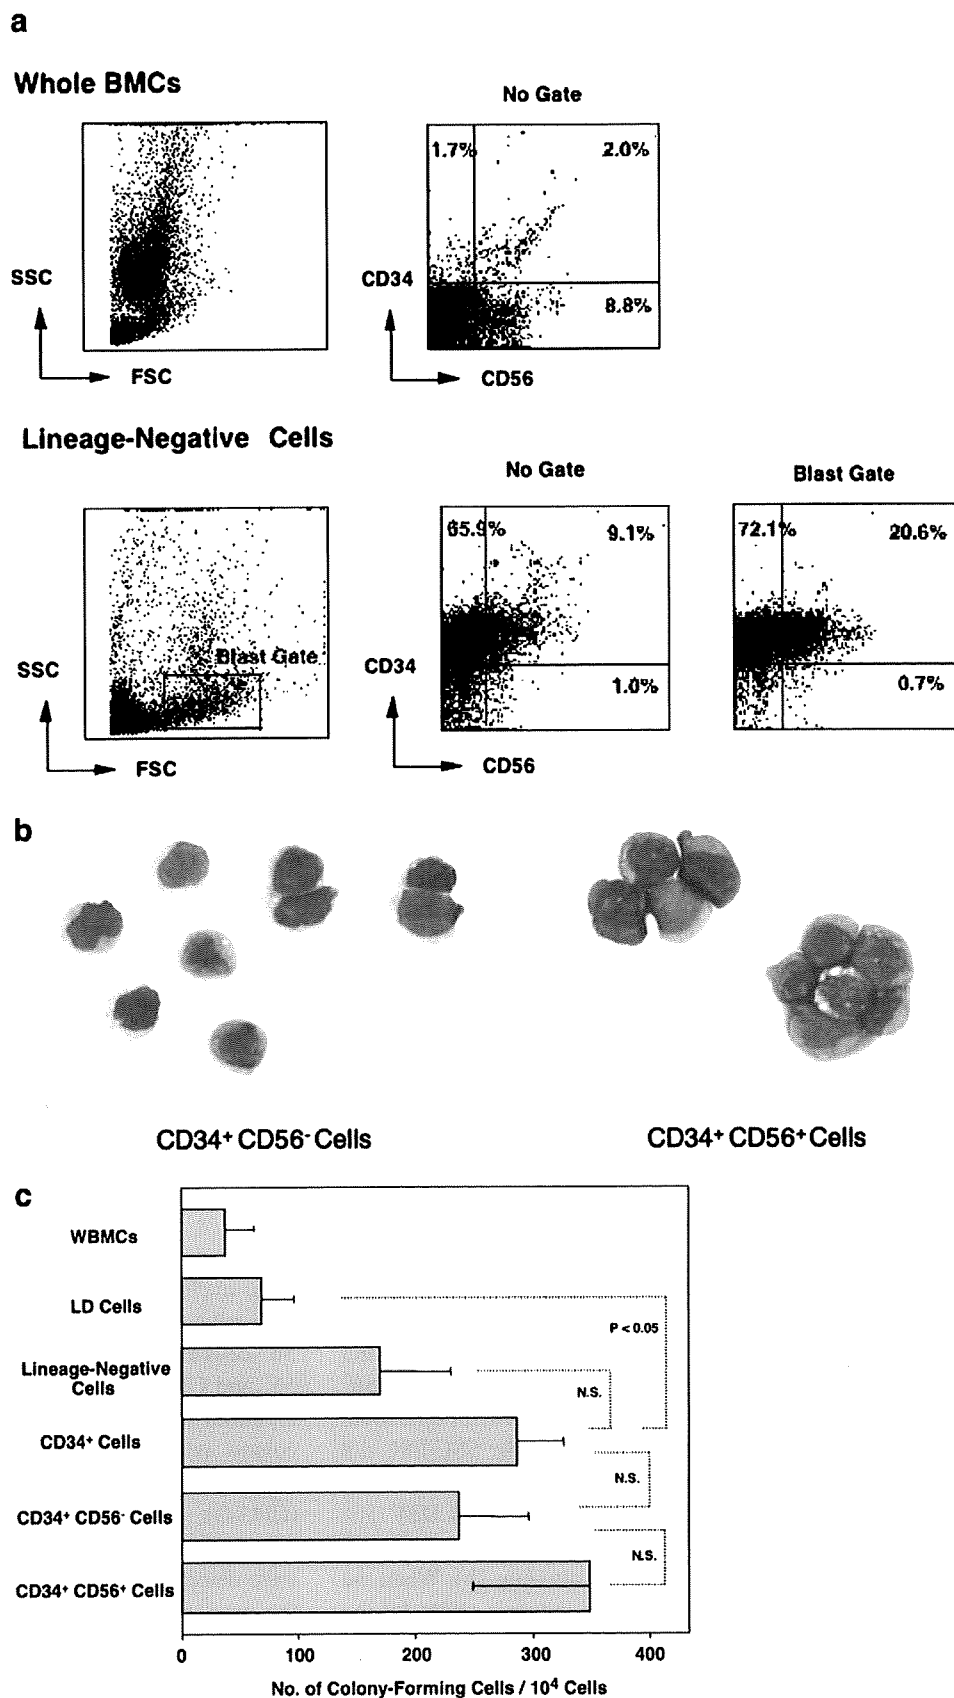 a
Whole BMCs
No Gate
1.7%
2.0%
SSC
CD34
8.8%
FSC
CD56
Lineage-Negative Cells
No Gate
Blast Gate
65.9%
9.1%
72.1%
20.6%
SSC
Blast Gate
CD34
1.0%
0.7%
FSC
CD56
b
CD34⁺ CD56⁻ Cells
CD34⁺ CD56⁺ Cells
c
WBMCs
LD Cells
P < 0.05
Lineage-Negative
Cells
N.S.
CD34⁺ Cells
N.S.
CD34⁺ CD56⁻ Cells
N.S.
CD34⁺ CD56⁺ Cells
0 100 200 300 400
No. of Colony-Forming Cells / 10⁴ Cells